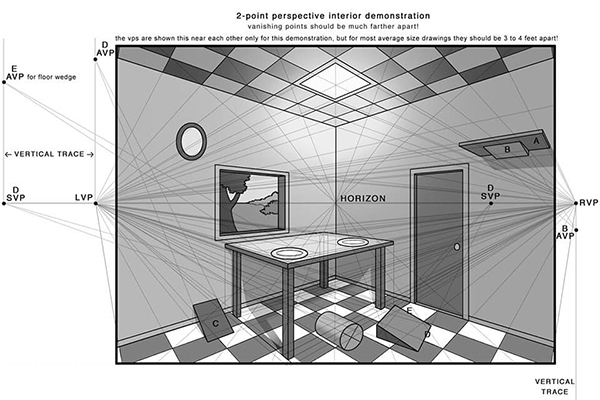 2-point perspective interior demonstration
vanishing points should be much farther apart!
the vps are shown this near each other only for this demonstration, but for most average size drawings they should be 3 to 4 feet apart!
D
AVP
E
AVP for floor wedge
VERTICAL TRACE
D
SVP
LVP
HORIZON
D
SVP
RVP
B
AVP
A
B
C
E
D
VERTICAL
TRACE